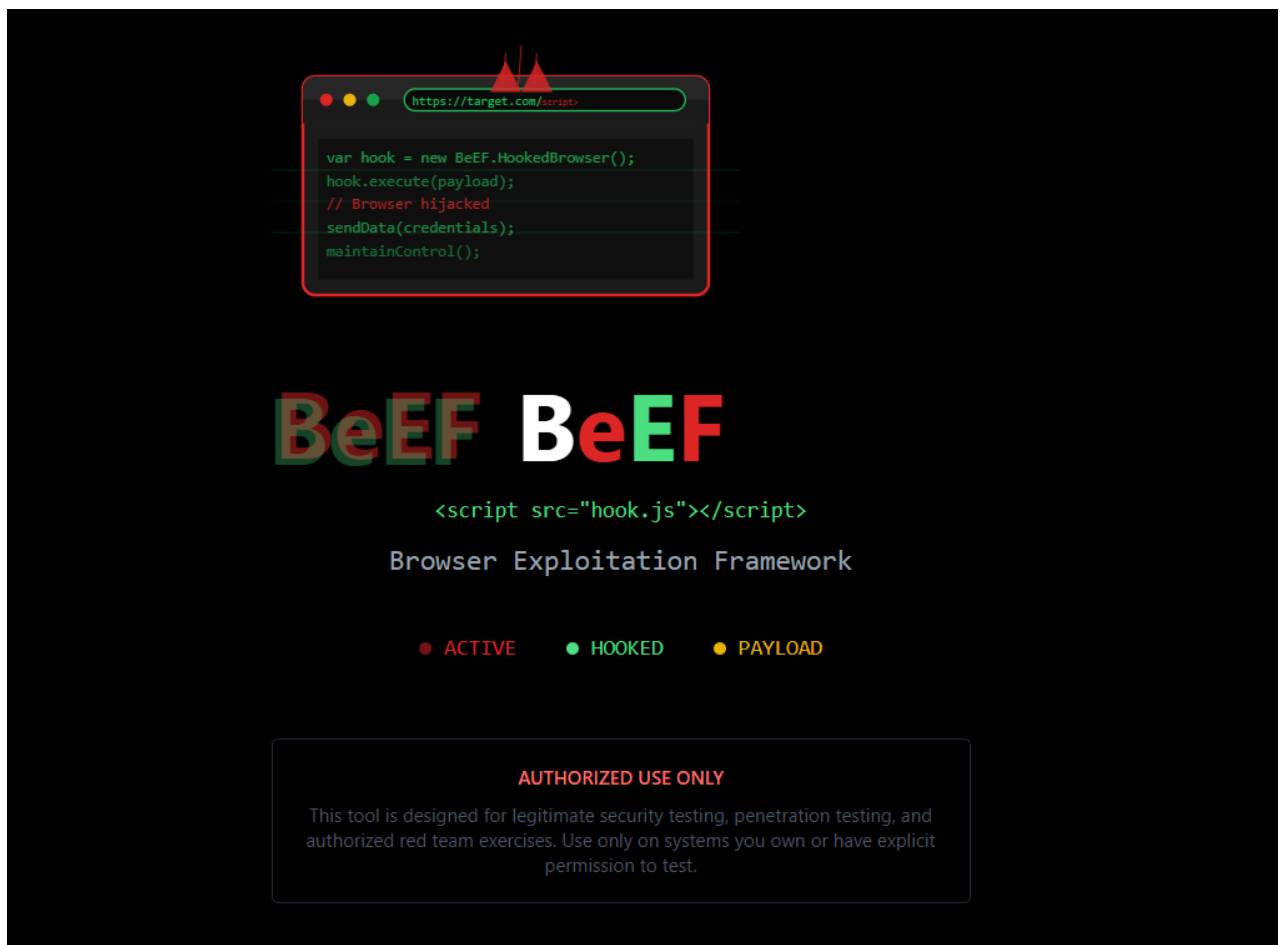 https://target.com/script>
var hook = new BeEF.HookedBrowser();
hook.execute(payload);
// Browser hijacked
sendData(credentials);
maintainControl();
BeEF BeEF
<script src="hook.js"></script>
Browser Exploitation Framework
ACTIVE HOOKED PAYLOAD
AUTHORIZED USE ONLY
This tool is designed for legitimate security testing, penetration testing, and
authorized red team exercises. Use only on systems you own or have explicit
permission to test.